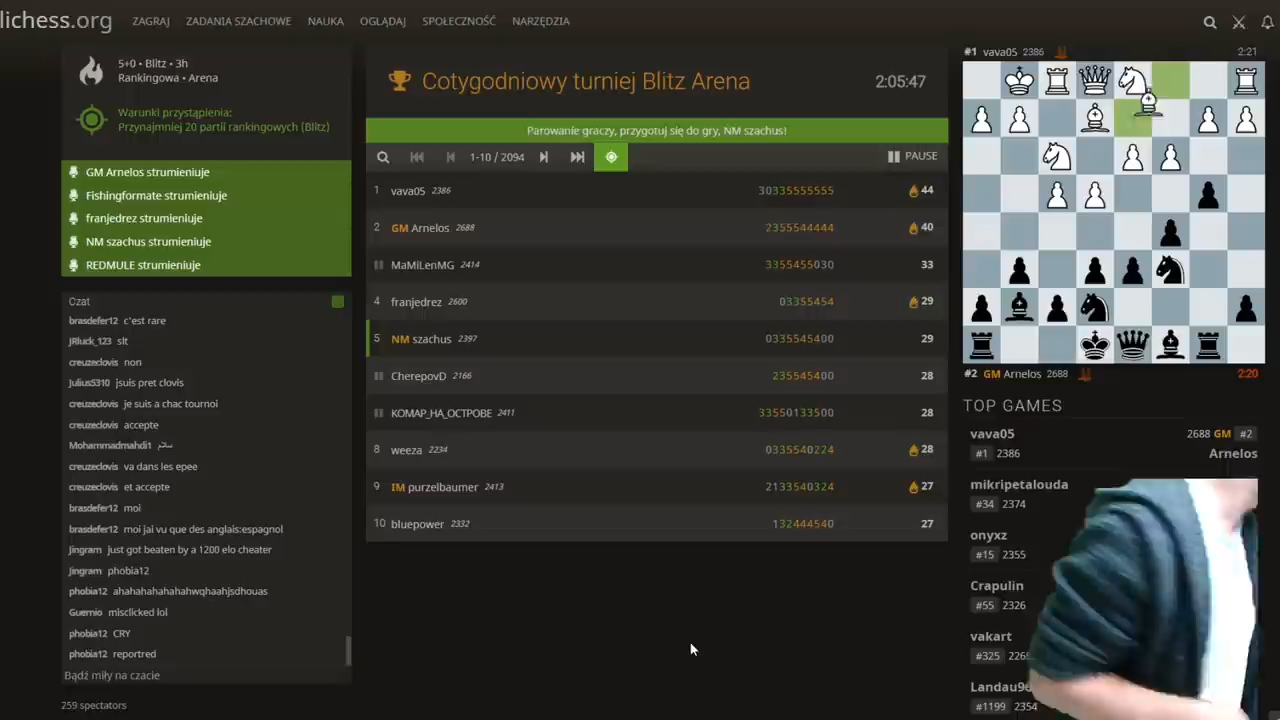 lichess.org
ZAGRAJ ZADANIA SZACHOWE NAUKA OGLĄDAJ SPOŁECZNOŚĆ NARZĘDZIA
5+0 • Blitz • 3h
Rankingowa • Arena
Warunki przystąpienia:
Przynajmniej 20 partii rankingowych (Blitz)
GM Arnelos strumieniuje
Fishingformate strumieniuje
franjedrez strumieniuje
NM szachus strumieniuje
REDMULE strumieniuje
Czat
brasdefer12 c'est rare
JRluck_123 slt
creuzeclovis non
Julius5310 jsuis pret clovis
creuzeclovis je suis a chac tournoi
creuzeclovis accepte
Mohammadmahdi1 سلام
creuzeclovis va dans les epee
creuzeclovis et accepte
brasdefer12 moi
brasdefer12 moi jai vu que des anglais:espagnol
Jingram just got beaten by a 1200 elo cheater
Jingram phobia12
phobia12 ahahahahahahwqhaahjsdhouas
Guernio misclicked lol
phobia12 CRY
phobia12 reportred
Bądź miły na czacie
259 spectators
Cotygodniowy turniej Blitz Arena 2:05:47
Parowanie graczy, przygotuj się do gry, NM szachus!
1-10 / 2094 PAUSE
1 vava05 2386 30335555555 44
2 GM Arnelos 2688 2355544444 40
MaMiLenMG 2414 3355455030 33
4 franjedrez 2600 03355454 29
5 NM szachus 2397 0335545400 29
CherepovD 2166 235545400 28
KOMAP_HA_OCTPOBE 2411 33550133500 28
8 weeza 2234 0335540224 28
9 IM purzelbaumer 2413 2133540324 27
10 bluepower 2332 132444540 27
#1 vava05 2386 2:21
#2 GM Arnelos 2688 2:20
TOP GAMES
vava05 2688 GM #2
#1 2386 Arnelos
mikripetalouda
#34 2374
onyxz
#15 2355
Crapulin
#55 2326
vakart
#325
#1199 2354